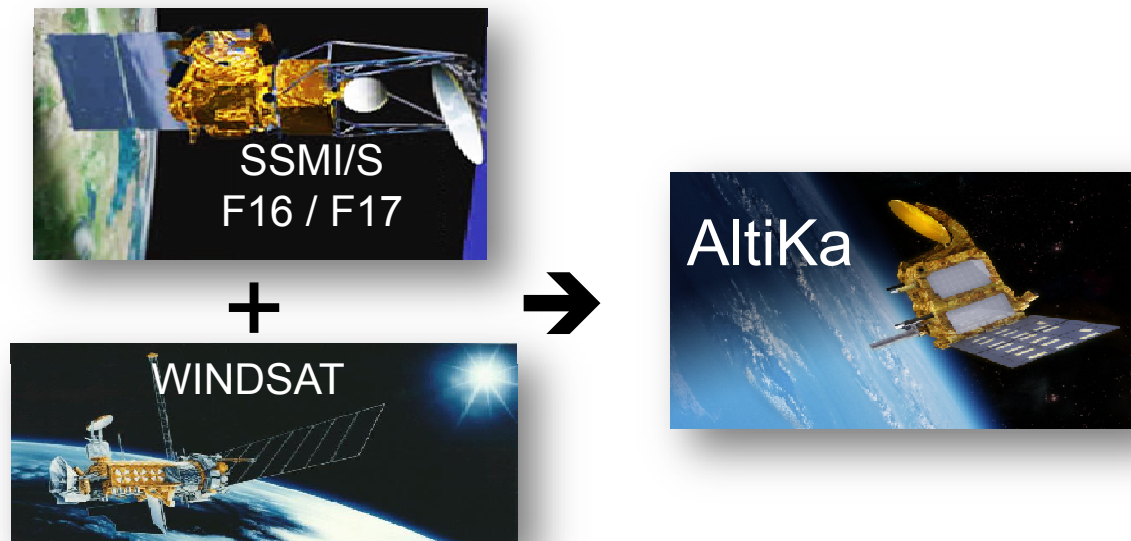 SSMI/S
F16 / F17
+
➔
WINDSAT
AltiKa